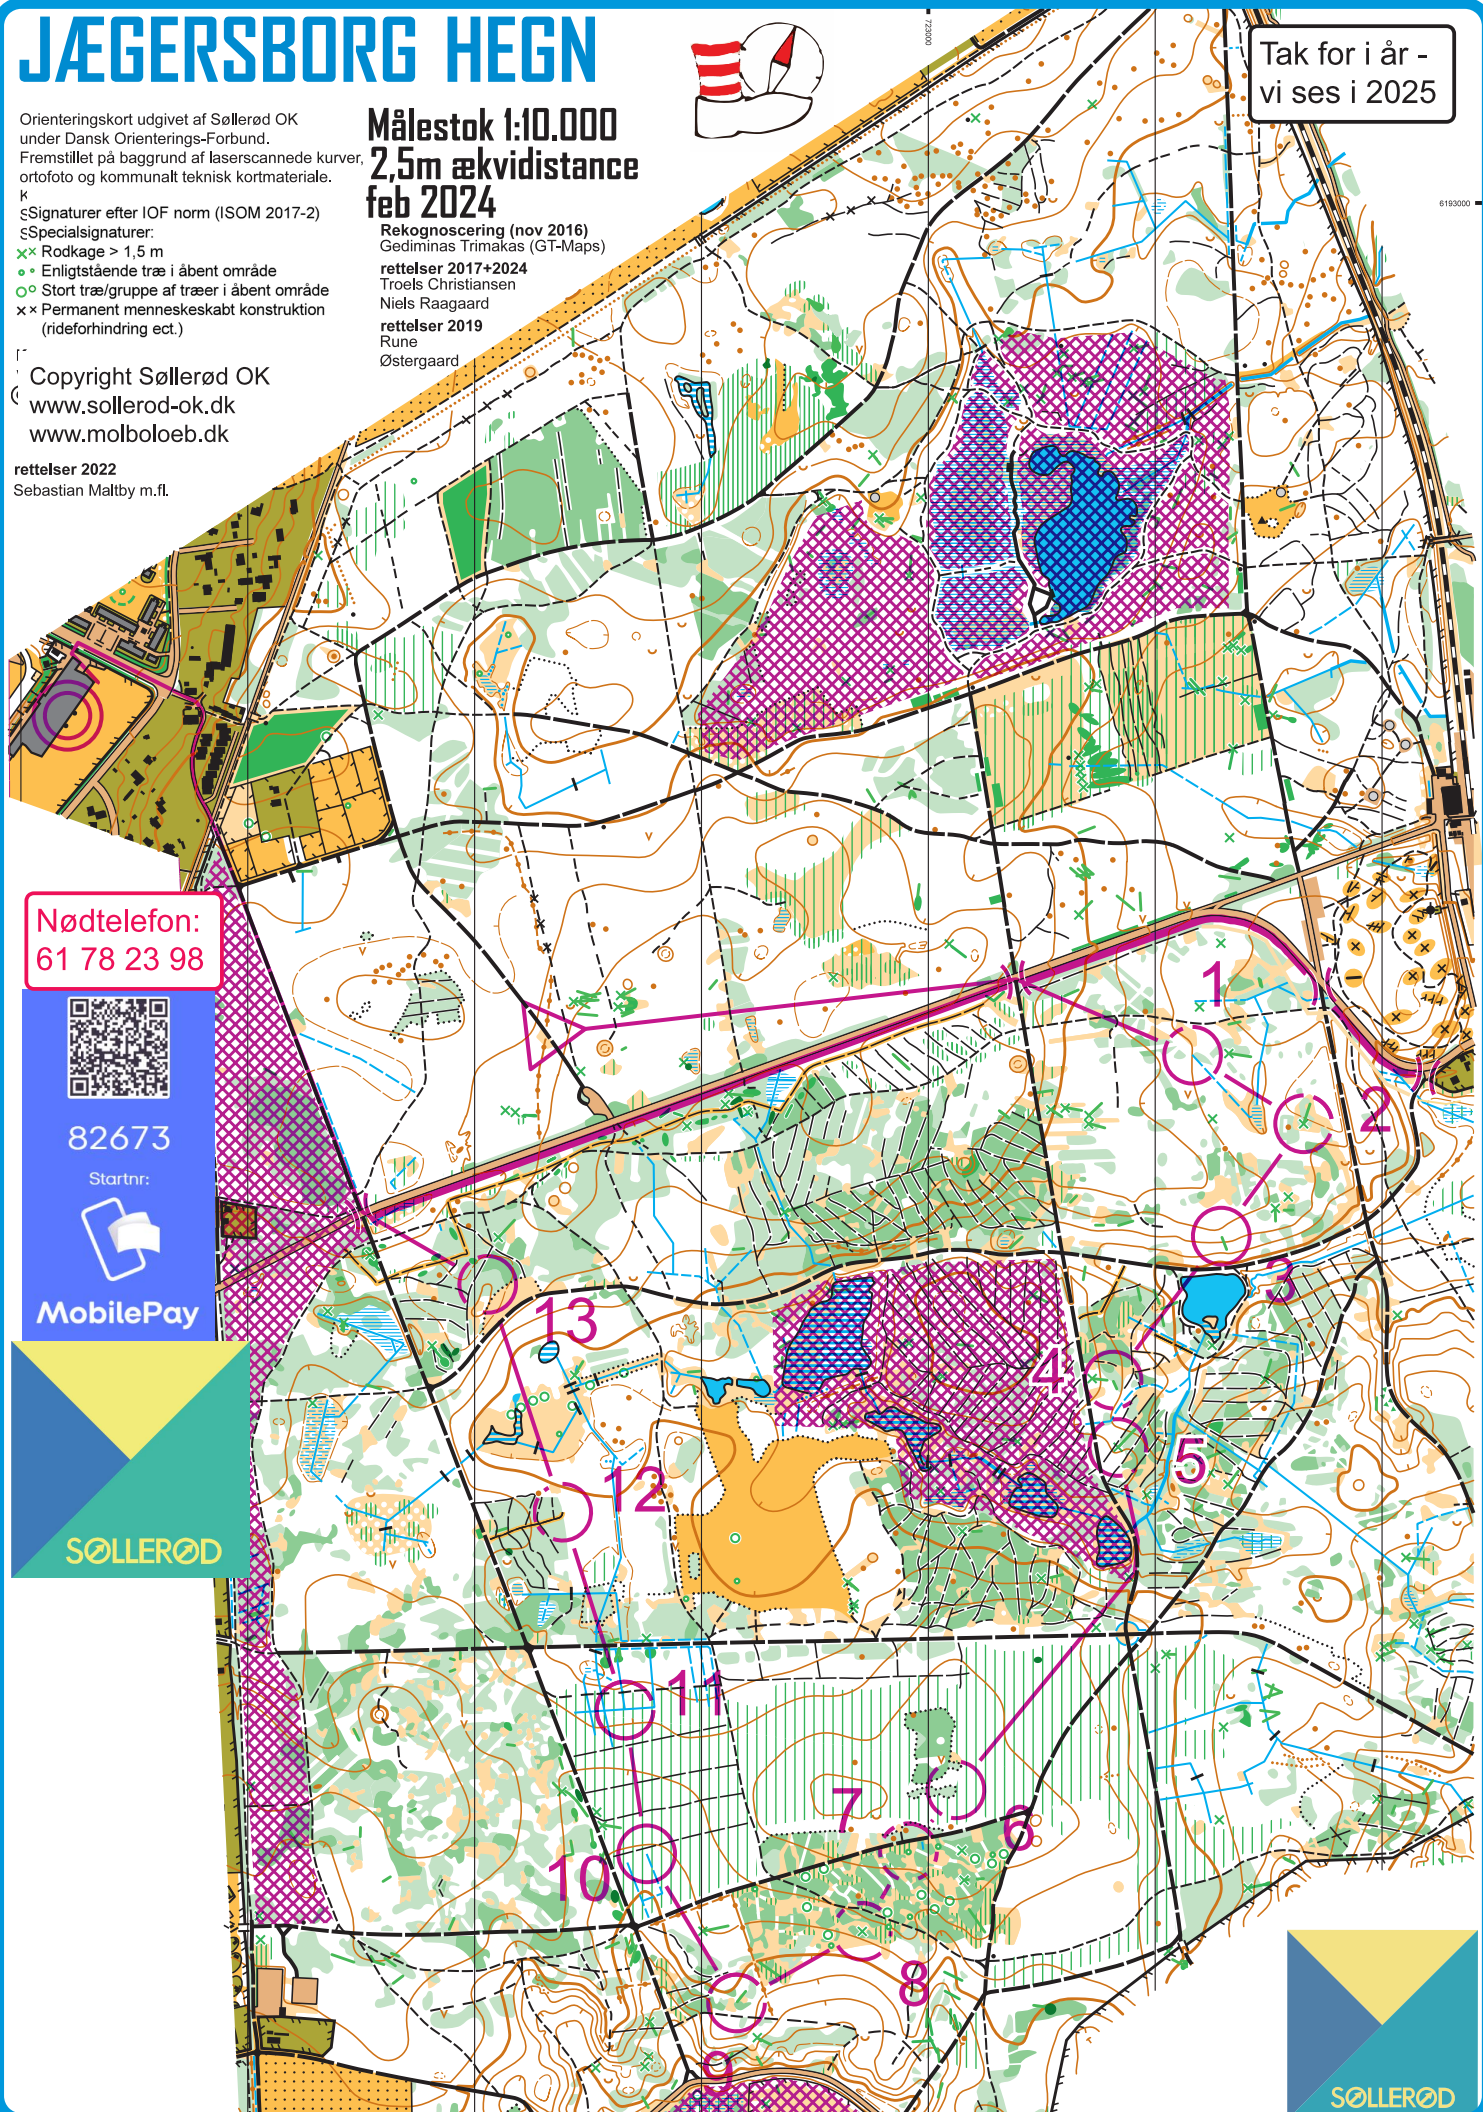 JÆGERSBORG HEGN
Orienteringskort udgivet af Søllerød OK
under Dansk Orienterings-Forbund.
Fremstillet på baggrund af laserscannede kurver,
ortofoto og kommunalt teknisk kortmateriale.
K
S
Signaturer efter IOF norm (ISOM 2017-2)
S
Specialsignaturer:
Rodkage > 1,5 m
Enligtstående træ i åbent område
Stort træ/gruppe af træer i åbent område
Permanent menneskeskabt konstruktion
(rideforhindring ect.)
Copyright Søllerød OK
www.sollerod-ok.dk
www.molboloeb.dk
rettelser 2022
Sebastian Maltby m.fl.
Målestok 1:10.000
2,5m ækvidistance
feb 2024
Rekognoscering (nov 2016)
Gediminas Trimakas (GT-Maps)
rettelser 2017+2024
Troels Christiansen
Niels Raagaard
rettelser 2019
Rune
Østergaard
723000
Tak for i år -
vi ses i 2025
6193000
Nødtelefon:
61 78 23 98
82673
Startnr:
MobilePay
SØLLERØD
1
2
3
4
5
6
7
8
9
10
11
12
13
SØLLERØD